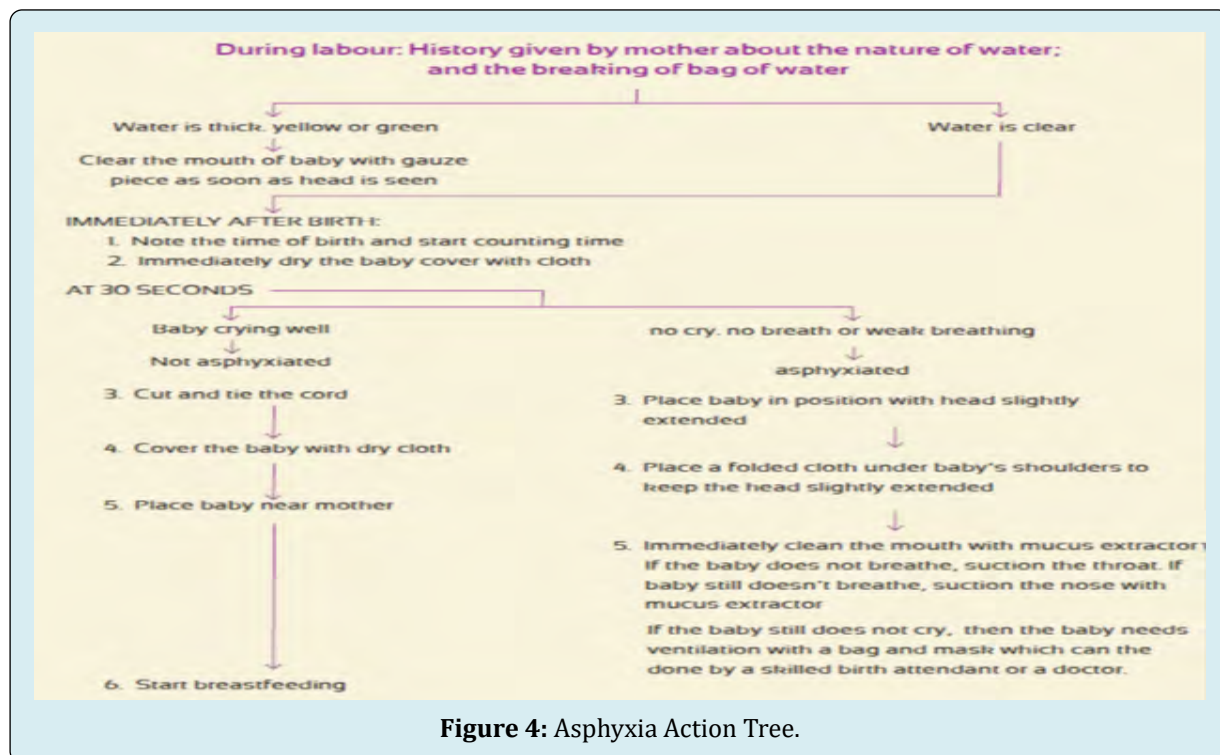 During labour: History given by mother about the nature of water;
and the breaking of bag of water
Water is thick. yellow or green
Water is clear
Clear the mouth of baby with gauze
piece as soon as head is seen
IMMEDIATELY AFTER BIRTH:
1. Note the time of birth and start counting time
2. Immediately dry the baby cover with cloth
AT 30 SECONDS
Baby crying well
Not asphyxiated
3. Cut and tie the cord
4. Cover the baby with dry cloth
5. Place baby near mother
6. Start breastfeeding
no cry. no breath or weak breathing
asphyxiated
3. Place baby in position with head slightly
extended
4. Place a folded cloth under baby's shoulders to
keep the head slightly extended
5. Immediately clean the mouth with mucus extractor
If the baby does not breathe, suction the throat. If
baby still doesn't breathe, suction the nose with
mucus extractor
If the baby still does not cry, then the baby needs
ventilation with a bag and mask which can the
done by a skilled birth attendant or a doctor.
Figure 4: Asphyxia Action Tree.